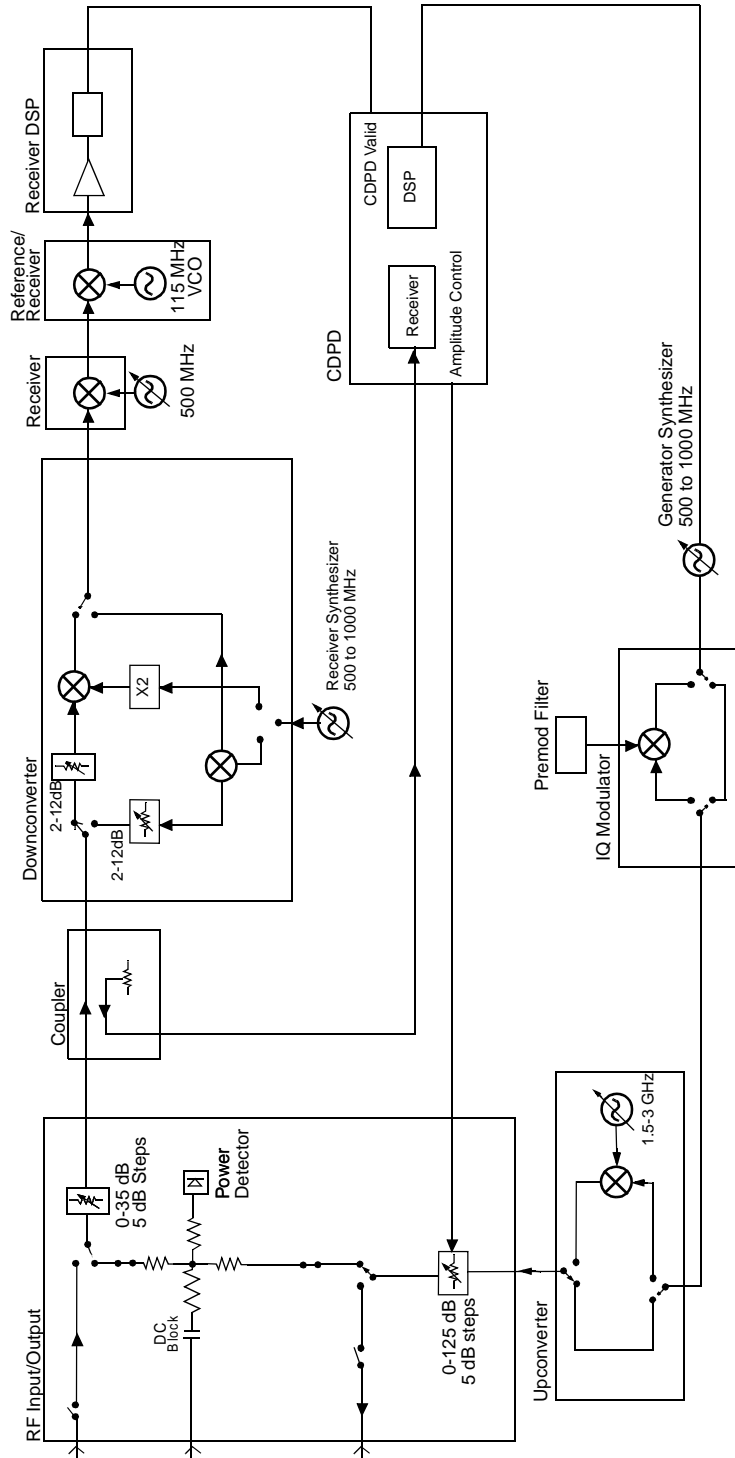 RF Input/Output
0-35 dB
5 dB Steps
Power
Detector
DC
Block
0-125 dB
5 dB steps
Coupler
Downconverter
2-12dB
2-12dB
X2
Receiver Synthesizer
500 to 1000 MHz
Receiver
500 MHz
Reference/
Receiver
115 MHz
VCO
Receiver DSP
CDPD
Receiver
Amplitude Control
CDPD Valid
DSP
Upconverter
1.5-3 GHz
IQ Modulator
Premod Filter
Generator Synthesizer
500 to 1000 MHz